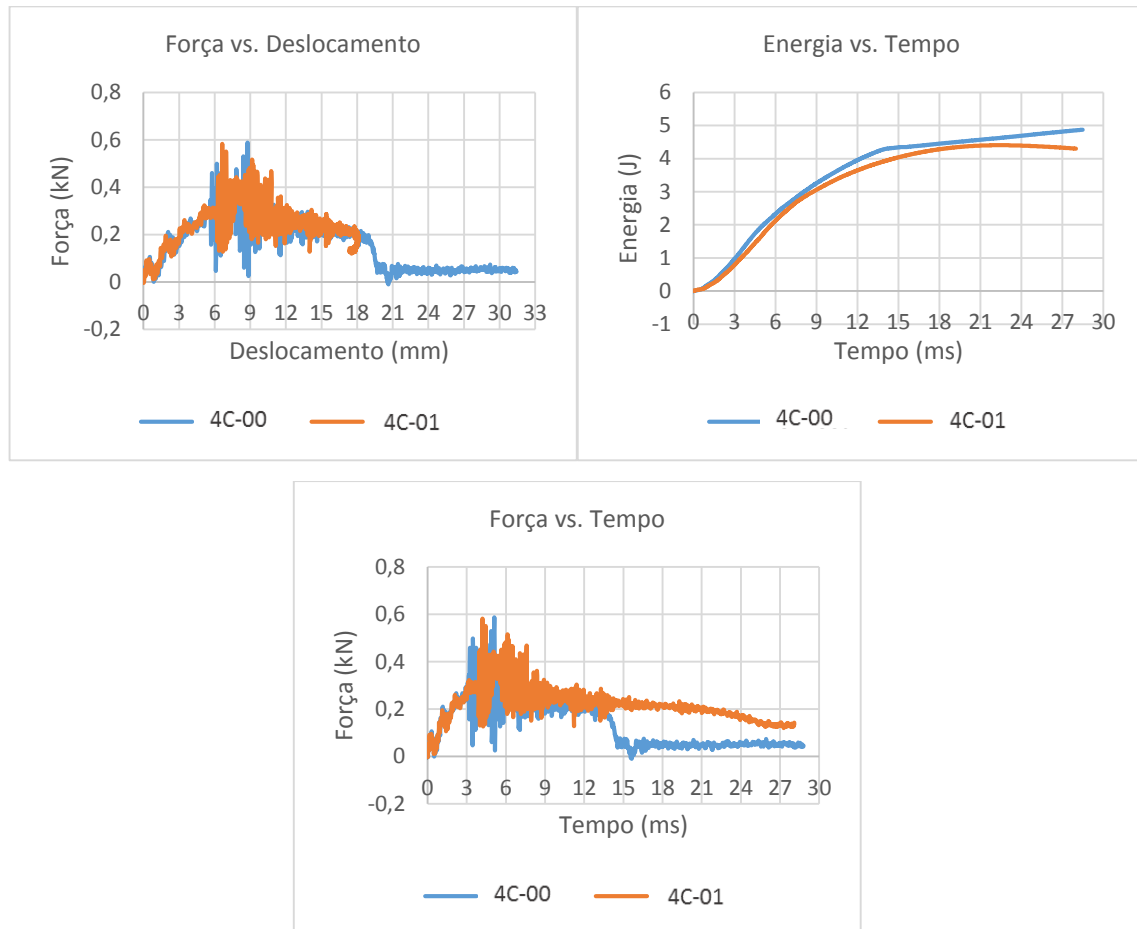 Força vs. Deslocamento
0,8
0,6
0,4
0,2
0
-0,2
Força (kN)
0 3 6 9 12 15 18 21 24 27 30 33
Deslocamento (mm)
4C-00 4C-01
Energia vs. Tempo
6
5
4
3
2
1
0
-1
Energia (J)
0 3 6 9 12 15 18 21 24 27 30
Tempo (ms)
4C-00 4C-01
Força vs. Tempo
0,8
0,6
0,4
0,2
0
-0,2
Força (kN)
0 3 6 9 12 15 18 21 24 27 30
Tempo (ms)
4C-00 4C-01